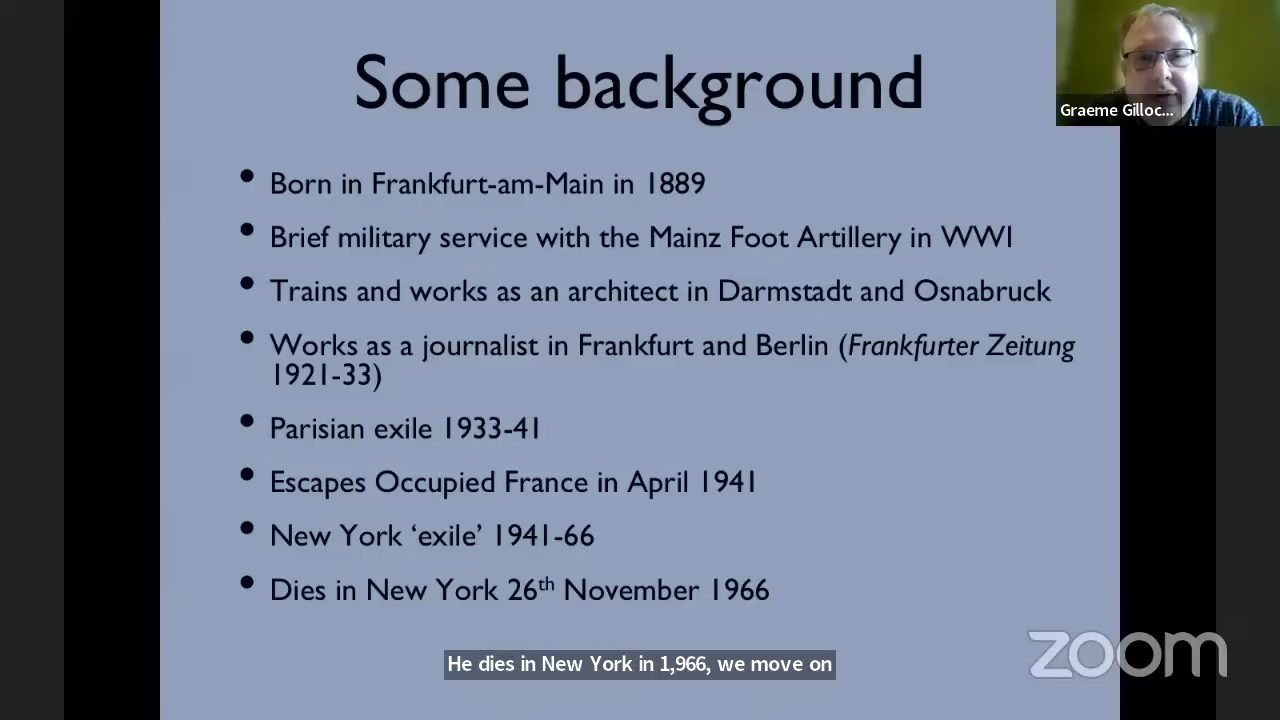 Some background
Graeme Gilloc...
• Born in Frankfurt-am-Main in 1889
• Brief military service with the Mainz Foot Artillery in WWI
• Trains and works as an architect in Darmstadt and Osnabruck
• Works as a journalist in Frankfurt and Berlin (Frankfurter Zeitung
1921-33)
• Parisian exile 1933-41
• Escapes Occupied France in April 1941
• New York ‘exile’ 1941-66
• Dies in New York 26th November 1966
He dies in New York in 1,966, we move on
zoom